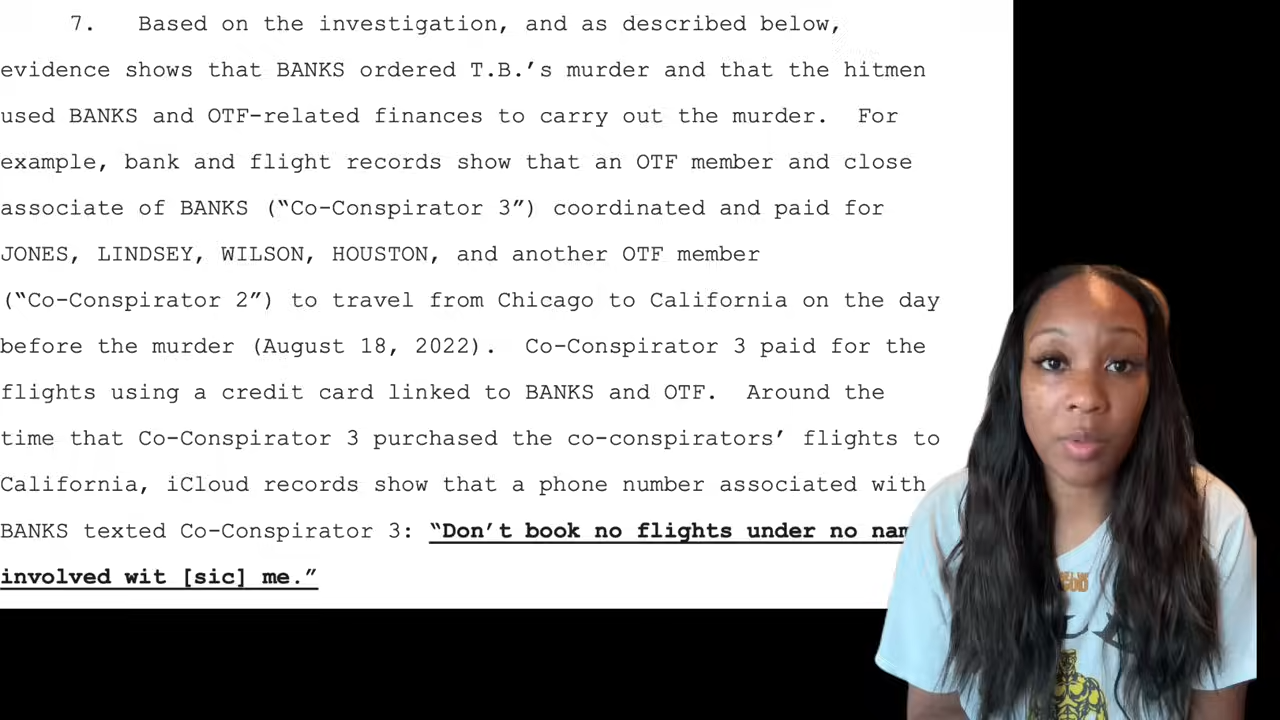 7. Based on the investigation, and as described below,
evidence shows that BANKS ordered T.B.’s murder and that the hitmen
used BANKS and OTF-related finances to carry out the murder. For
example, bank and flight records show that an OTF member and close
associate of BANKS (“Co-Conspirator 3”) coordinated and paid for
JONES, LINDSEY, WILSON, HOUSTON, and another OTF member
(“Co-Conspirator 2”) to travel from Chicago to California on the day
before the murder (August 18, 2022). Co-Conspirator 3 paid for the
flights using a credit card linked to BANKS and OTF. Around the
time that Co-Conspirator 3 purchased the co-conspirators’ flights to
California, iCloud records show that a phone number associated with
BANKS texted Co-Conspirator 3: “Don’t book no flights under no
involved wit [sic] me.”
GOD